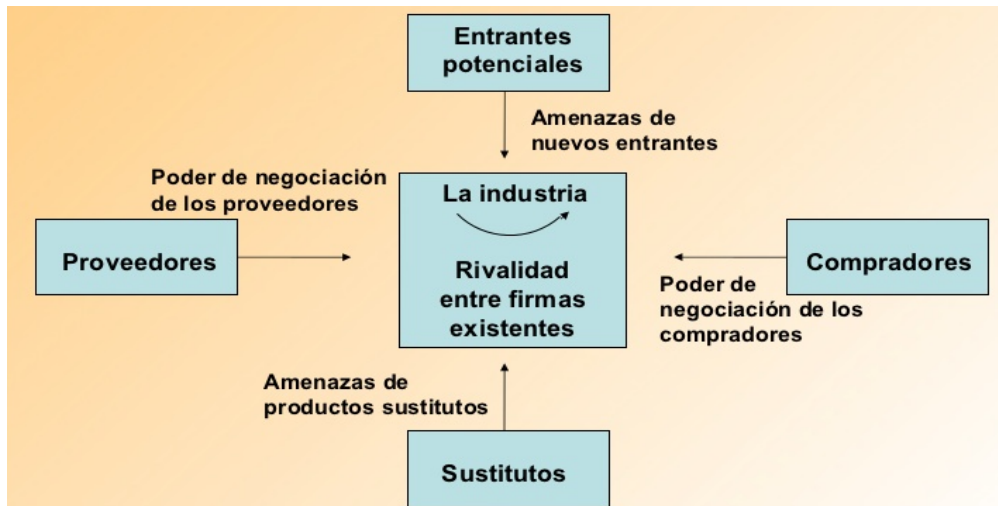 Entrantes
potenciales
Amenazas de
nuevos entrantes
Poder de negociación
de los proveedores
La industria
Proveedores
Rivalidad
entre firmas
existentes
Compradores
Poder de
negociación de los
compradores
Amenazas de
productos sustitutos
Sustitutos